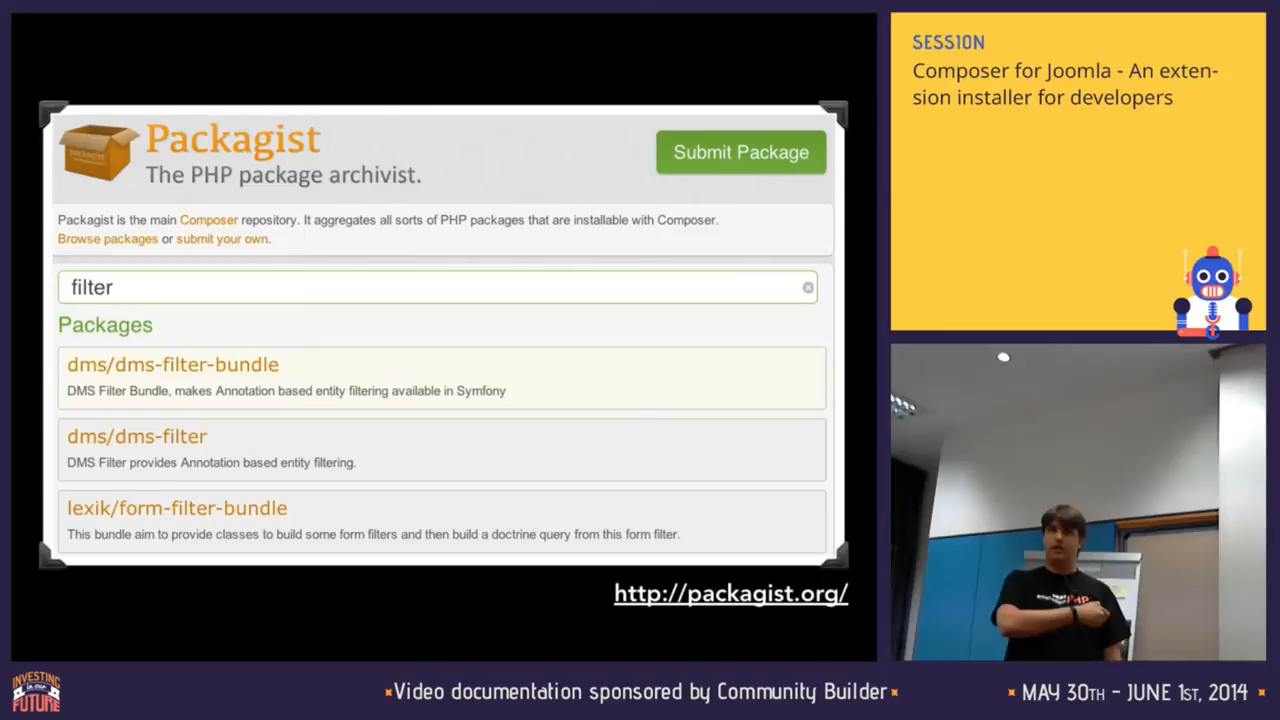 Packagist
The PHP package archivist.
Submit Package
Packagist is the main Composer repository. It aggregates all sorts of PHP packages that are installable with Composer.
Browse packages or submit your own.
filter
Packages
dms/dms-filter-bundle
DMS Filter Bundle, makes Annotation based entity filtering available in Symfony
dms/dms-filter
DMS Filter provides Annotation based entity filtering.
lexik/form-filter-bundle
This bundle aim to provide classes to build some form filters and then build a doctrine query from this form filter.
http://packagist.org/
SESSION
Composer for Joomla - An exten-
sion installer for developers
PHP
INVESTING
IN OUR
FUTURE
Video documentation sponsored by Community Builder
MAY 30TH - JUNE 1ST, 2014